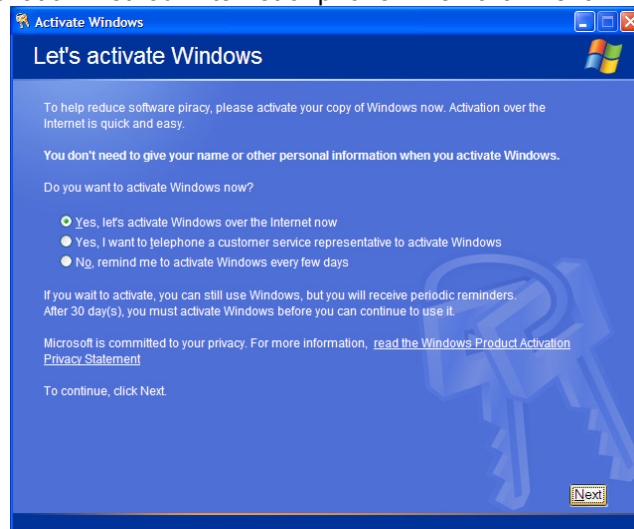 Activate Windows
Let's activate Windows
To help reduce software piracy, please activate your copy of Windows now. Activation over the
Internet is quick and easy.
You don't need to give your name or other personal information when you activate Windows.
Do you want to activate Windows now?
Yes, let's activate Windows over the Internet now
Yes, I want to telephone a customer service representative to activate Windows
No, remind me to activate Windows every few days
If you wait to activate, you can still use Windows, but you will receive periodic reminders.
After 30 day(s), you must activate Windows before you can continue to use it.
Microsoft is committed to your privacy. For more information, read the Windows Product Activation
Privacy Statement
To continue, click Next.
Next